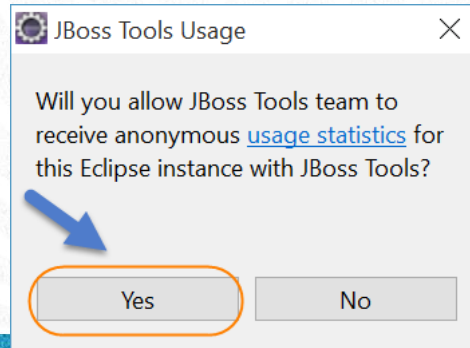 JBoss Tools Usage
Will you allow JBoss Tools team to
receive anonymous usage statistics for
this Eclipse instance with JBoss Tools?
Yes
No